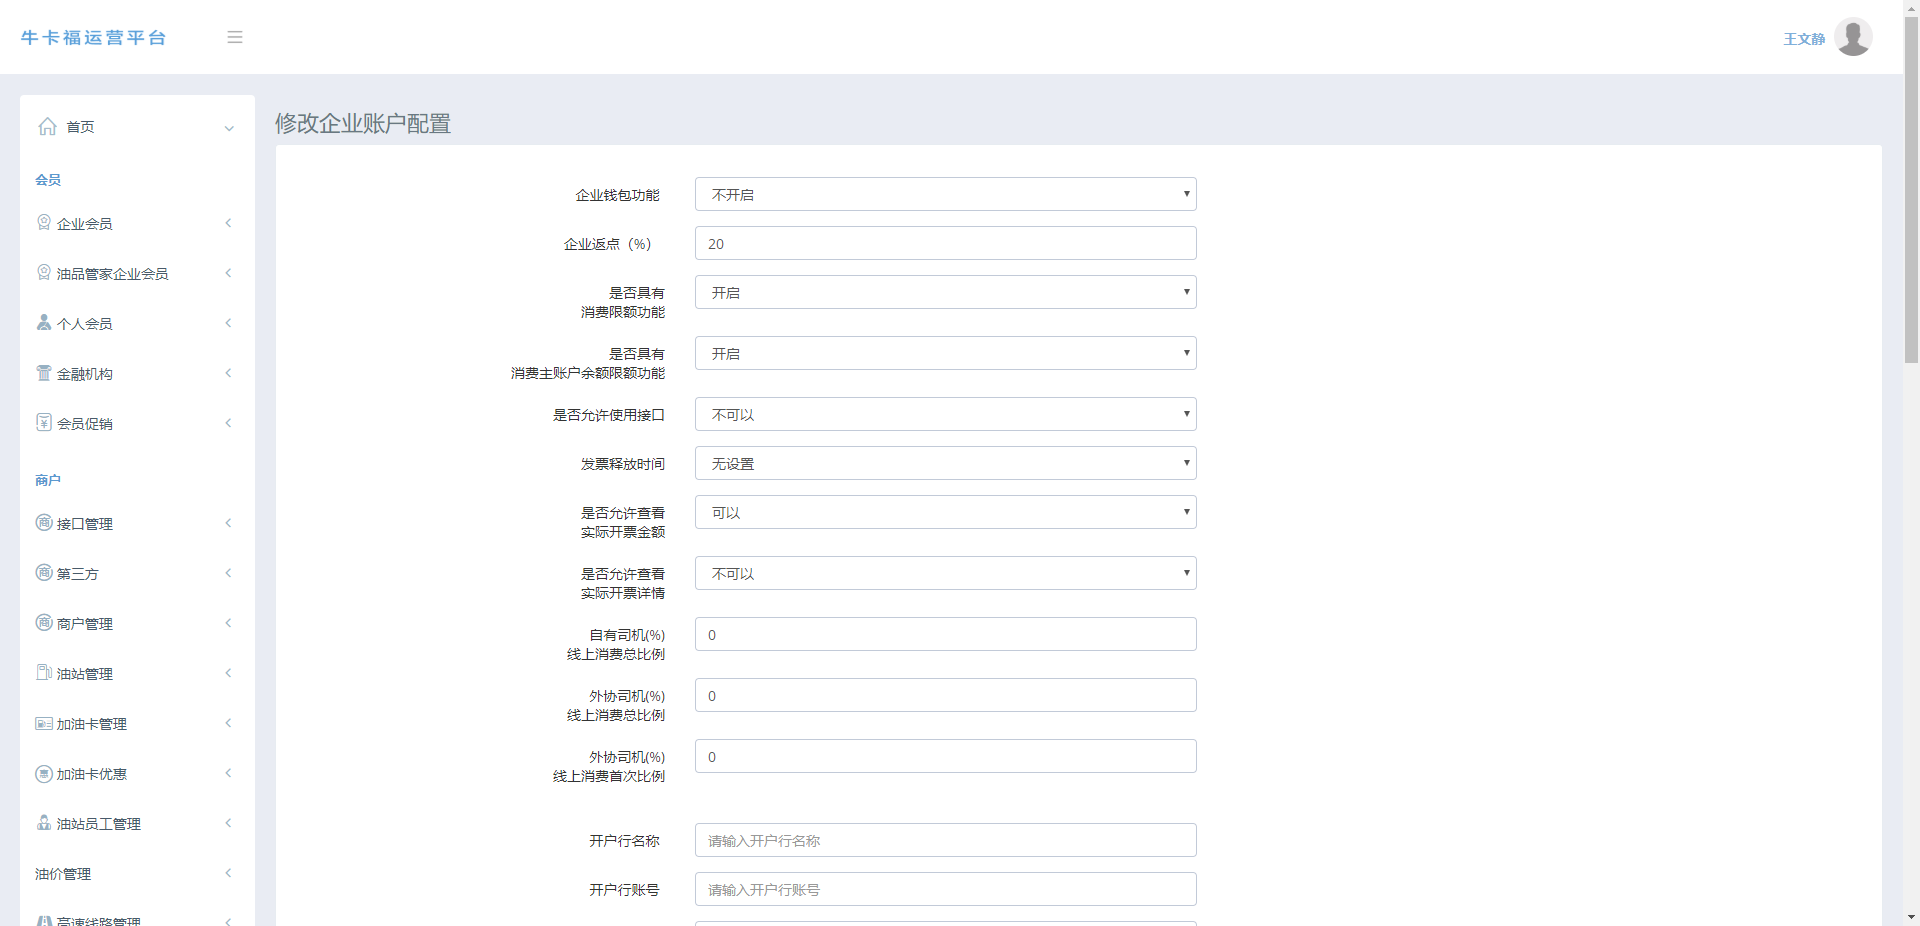 牛卡福运营平台
王文静
首页
会员
企业会员
油品管家企业会员
个人会员
金融机构
会员促销
商户
接口管理
第三方
商户管理
油站管理
加油卡管理
加油卡优惠
油站员工管理
油价管理
高速线路管理
修改企业账户配置
企业钱包功能
不开启
企业返点（%）
20
是否具有
消费限额功能
开启
是否具有
消费主账户余额限额功能
开启
是否允许使用接口
不可以
发票释放时间
无设置
是否允许查看
实际开票金额
可以
是否允许查看
实际开票详情
不可以
自有司机(%)
线上消费总比例
0
外协司机(%)
线上消费总比例
0
外协司机(%)
线上消费首次比例
0
开户行名称
请输入开户行名称
开户行账号
请输入开户行账号